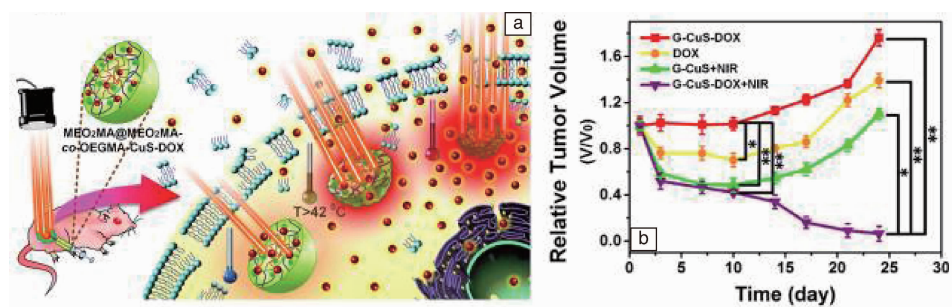 a
MEO₂MA@MEO₂MA-
co-OEGMA-CuS-DOX
T>42 °C
b
Relative Tumor Volume
(V/V₀)
1.6
1.2
0.8
0.4
0.0
G-CuS-DOX
DOX
G-CuS+NIR
G-CuS-DOX+NIR
*
**
**
*
**
**
0 5 10 15 20 25 30
Time (day)